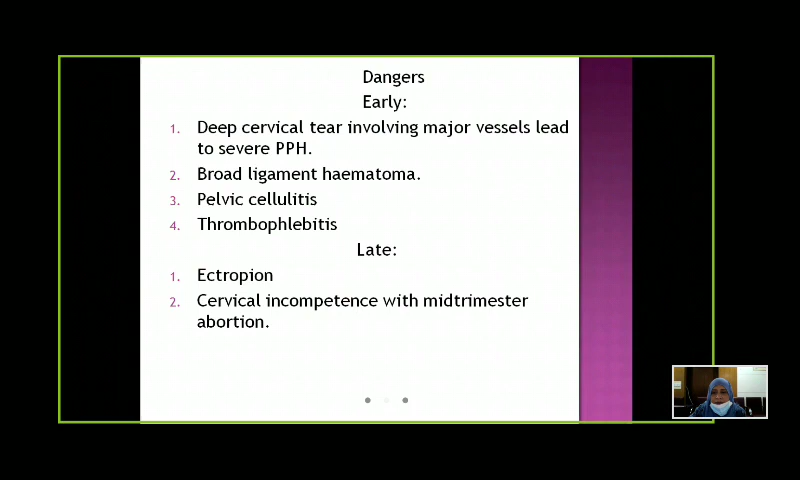 Dangers
Early:
1. Deep cervical tear involving major vessels lead
to severe PPH.
2. Broad ligament haematoma.
3. Pelvic cellulitis
4. Thrombophlebitis
Late:
1. Ectropion
2. Cervical incompetence with midtrimester
abortion.